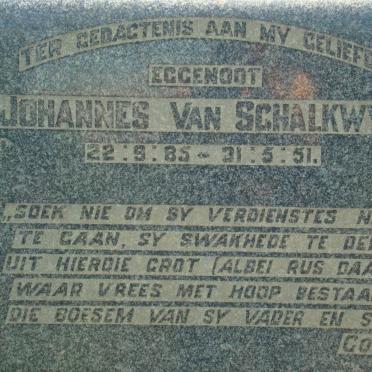 TER GEDAGTENIS AAN MY GELIEFDE
EGGENOOT
JOHANNES VAN SCHALKWY
22:9:85 - 31:5:51.
„SOEK NIE OM SY VERDIENSTES N
TE GAAN, SY SWAKHEDE TE DE
UIT HIERDIE GROT (ALBEI RUS DAA
WAAR VREES MET HOOP BESTAA
DIE BOESEM VAN SY VADER EN S
GO